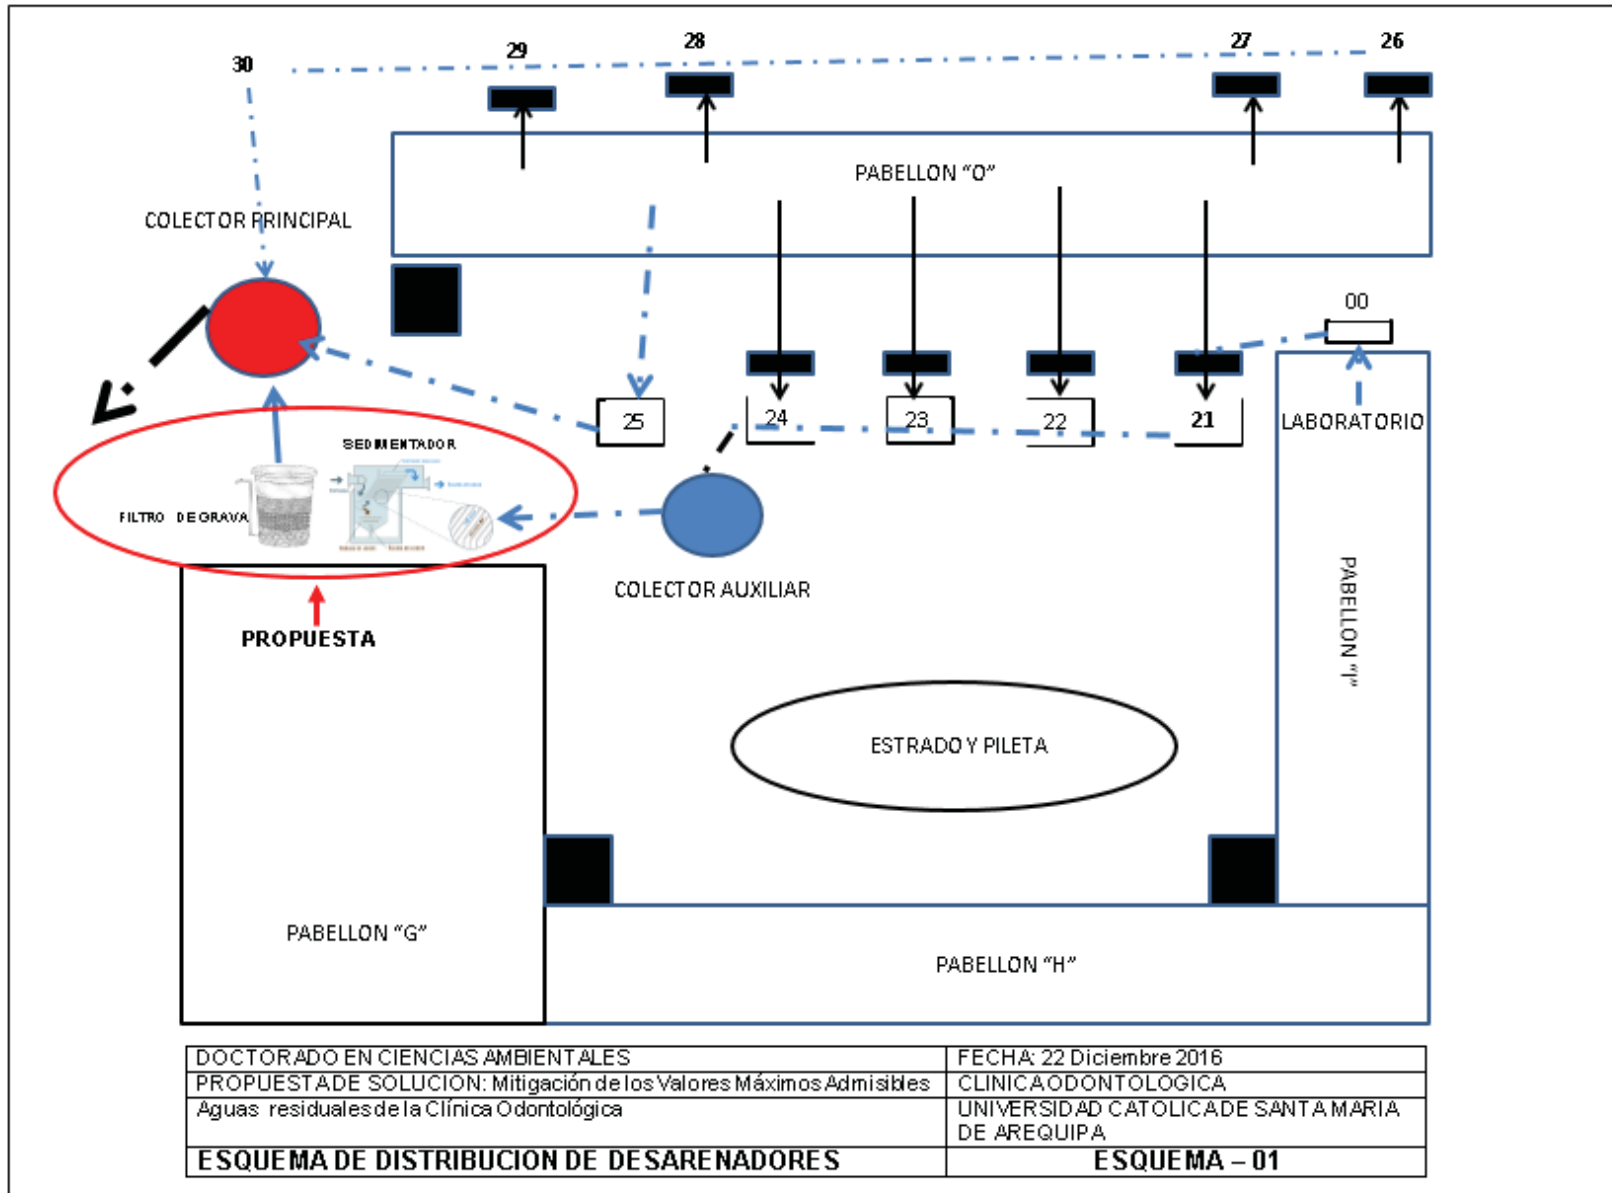 30
29
28
27
26
PABELLON "O"
COLECTOR PRINCIPAL
00
25
24
23
22
21
LABORATORIO
SEDIMENTADOR
FILTRO DE GRAVA
COLECTOR AUXILIAR
PROPUESTA
PABELLON "I"
ESTRADO Y PILETA
PABELLON "G"
PABELLON "H"
DOCTORADO EN CIENCIAS AMBIENTALES
FECHA: 22 Diciembre 2016
PROPUESTA DE SOLUCION: Mitigación de los Valores Máximos Admisibles
CLINICA ODONTOLOGICA
Aguas residuales de la Clínica Odontológica
UNIVERSIDAD CATOLICA DE SANTA MARIA
DE AREQUIPA
ESQUEMA DE DISTRIBUCION DE DESARENADORES
ESQUEMA – 01